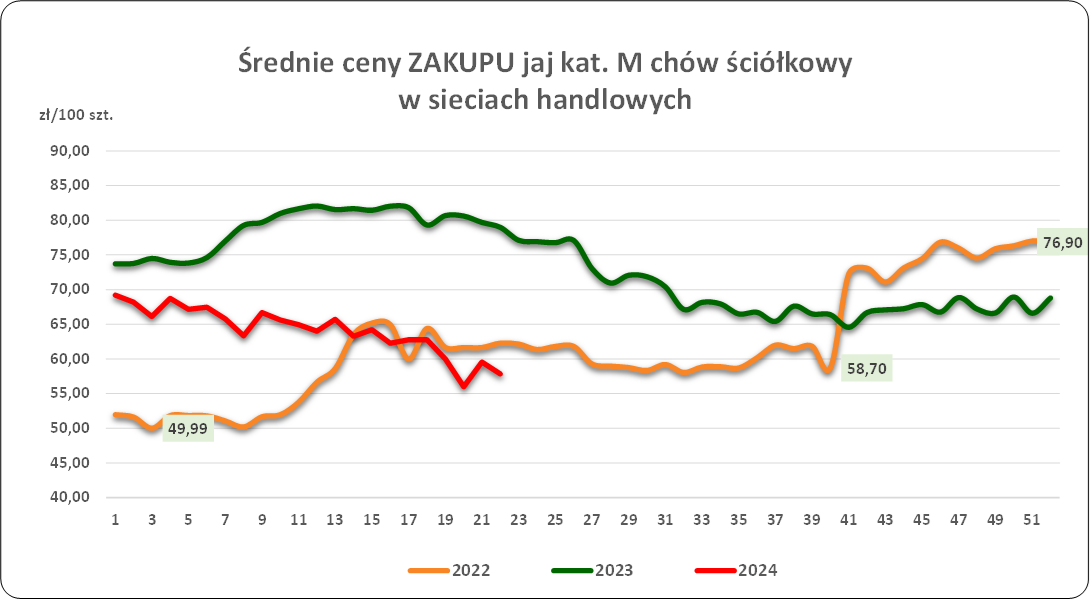 Średnie ceny ZAKUPU jaj kat. M chów ściółkowy
w sieciach handlowych
zł/100 szt.
90,00
85,00
80,00
75,00
70,00
65,00
60,00
55,00
50,00
45,00
40,00
76,90
58,70
49,99
1 3 5 7 9 11 13 15 17 19 21 23 25 27 29 31 33 35 37 39 41 43 45 47 49 51
2022 2023 2024